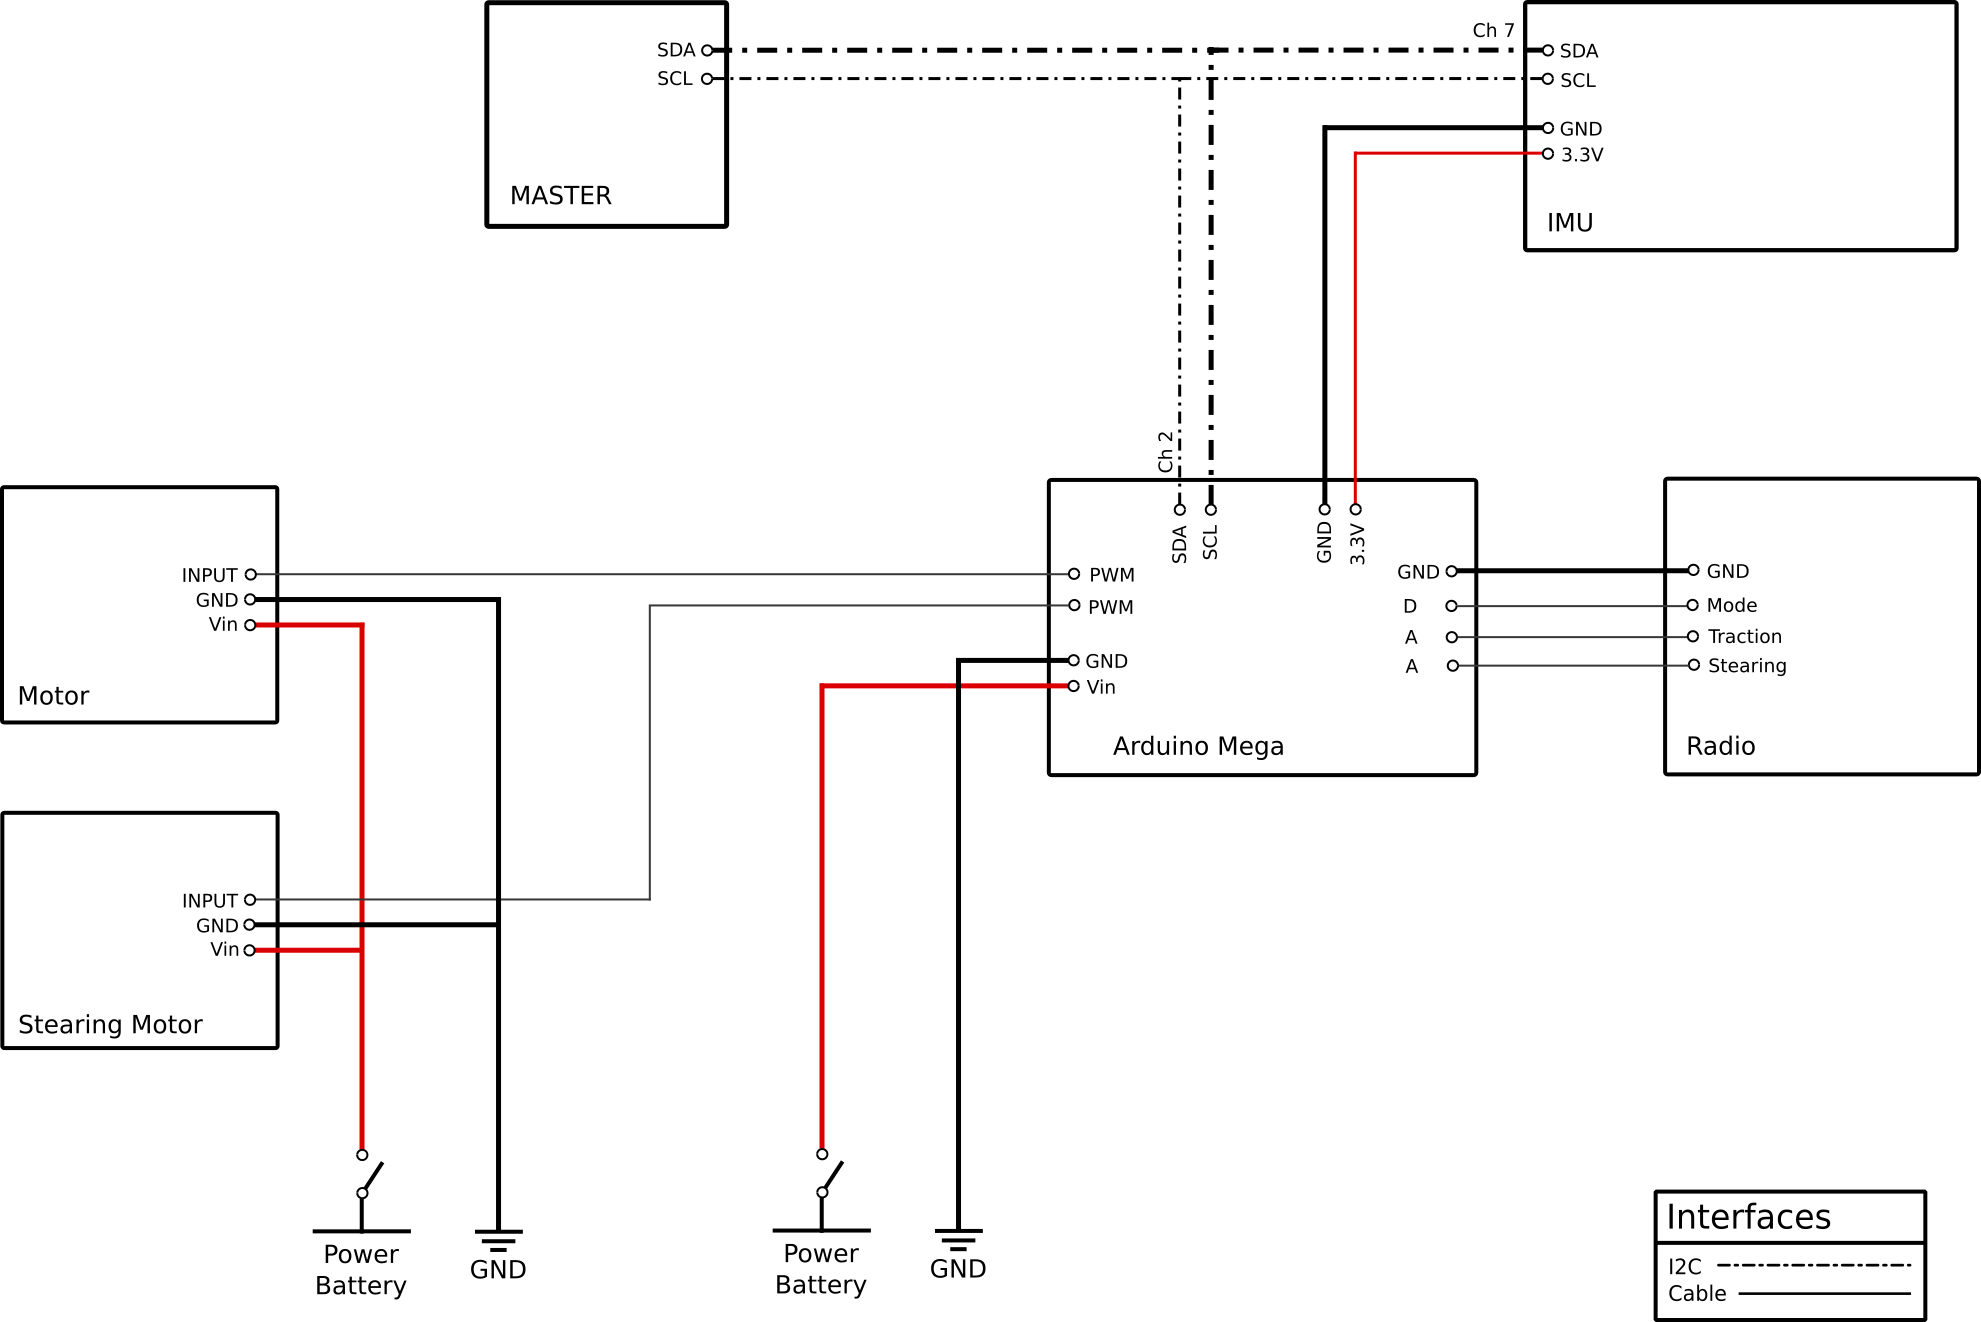 Ch 7
SDA
SCL
MASTER
SDA
SCL
GND
3.3V
IMU
Ch 2
SDA
SCL
GND
3.3V
INPUT
GND
Vin
Motor
PWM
PWM
GND
Vin
GND
D
A
A
Arduino Mega
GND
Mode
Traction
Stearing
Radio
INPUT
GND
Vin
Stearing Motor
Power
Battery
GND
Power
Battery
GND
Interfaces
I2C
Cable